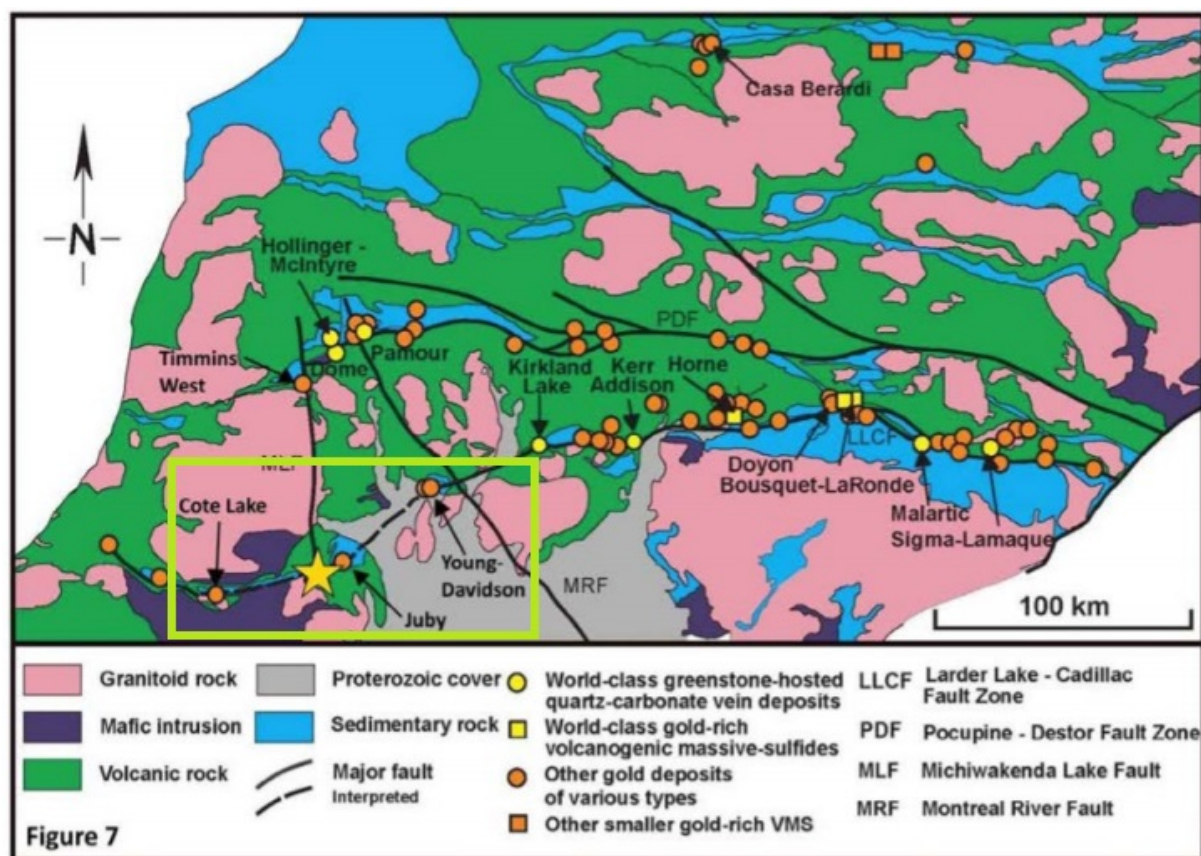 Casa Berardi
N
Hollinger -
McIntyre
PDF
Timmins
West
Dome
Pamour
Kirkland
Lake
Kerr
Addison
Horne
MLF
LLCF
Cote Lake
Doyon
Bousquet-LaRonde
Malartic
Sigma-Lamaque
Young-
Davidson
MRF
Juby
100 km
Granitoid rock
Mafic intrusion
Volcanic rock
Proterozoic cover
Sedimentary rock
Major fault
Interpreted
World-class greenstone-hosted
quartz-carbonate vein deposits
World-class gold-rich
volcanogenic massive-sulfides
Other gold deposits
of various types
Other smaller gold-rich VMS
LLCF Larder Lake - Cadillac
Fault Zone
PDF Pocupine - Destor Fault Zone
MLF Michiwakenda Lake Fault
MRF Montreal River Fault
Figure 7